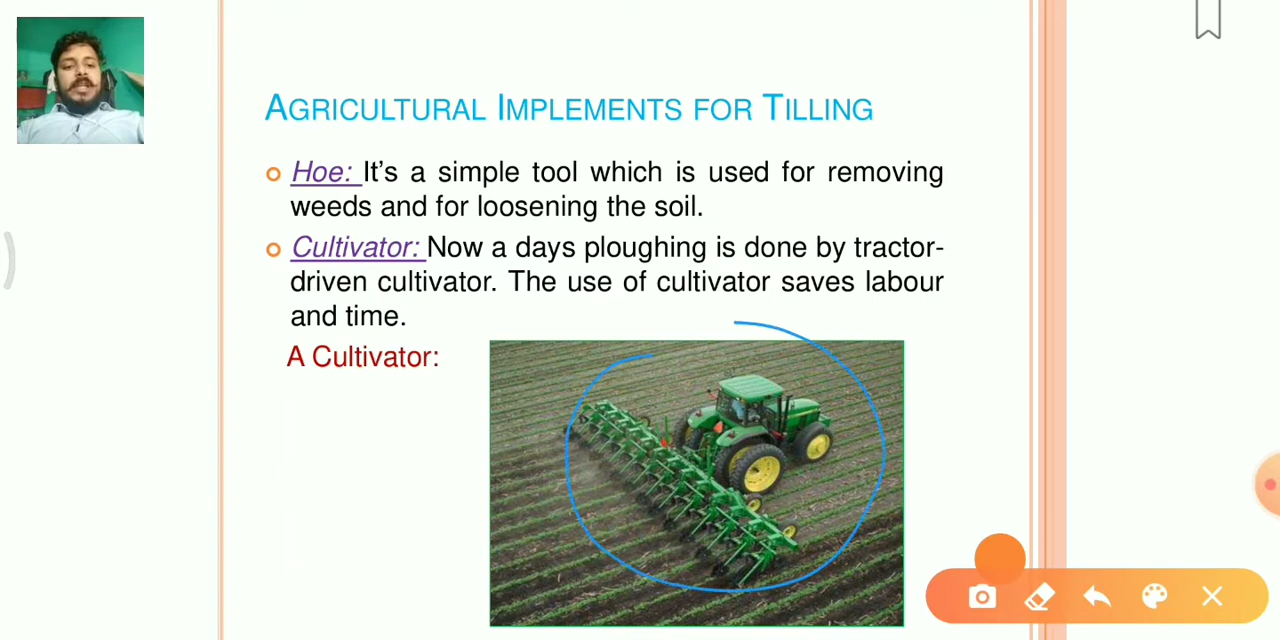 AGRICULTURAL IMPLEMENTS FOR TILLING
Hoe: It’s a simple tool which is used for removing
weeds and for loosening the soil.
Cultivator: Now a days ploughing is done by tractor-
driven cultivator. The use of cultivator saves labour
and time.
A Cultivator: